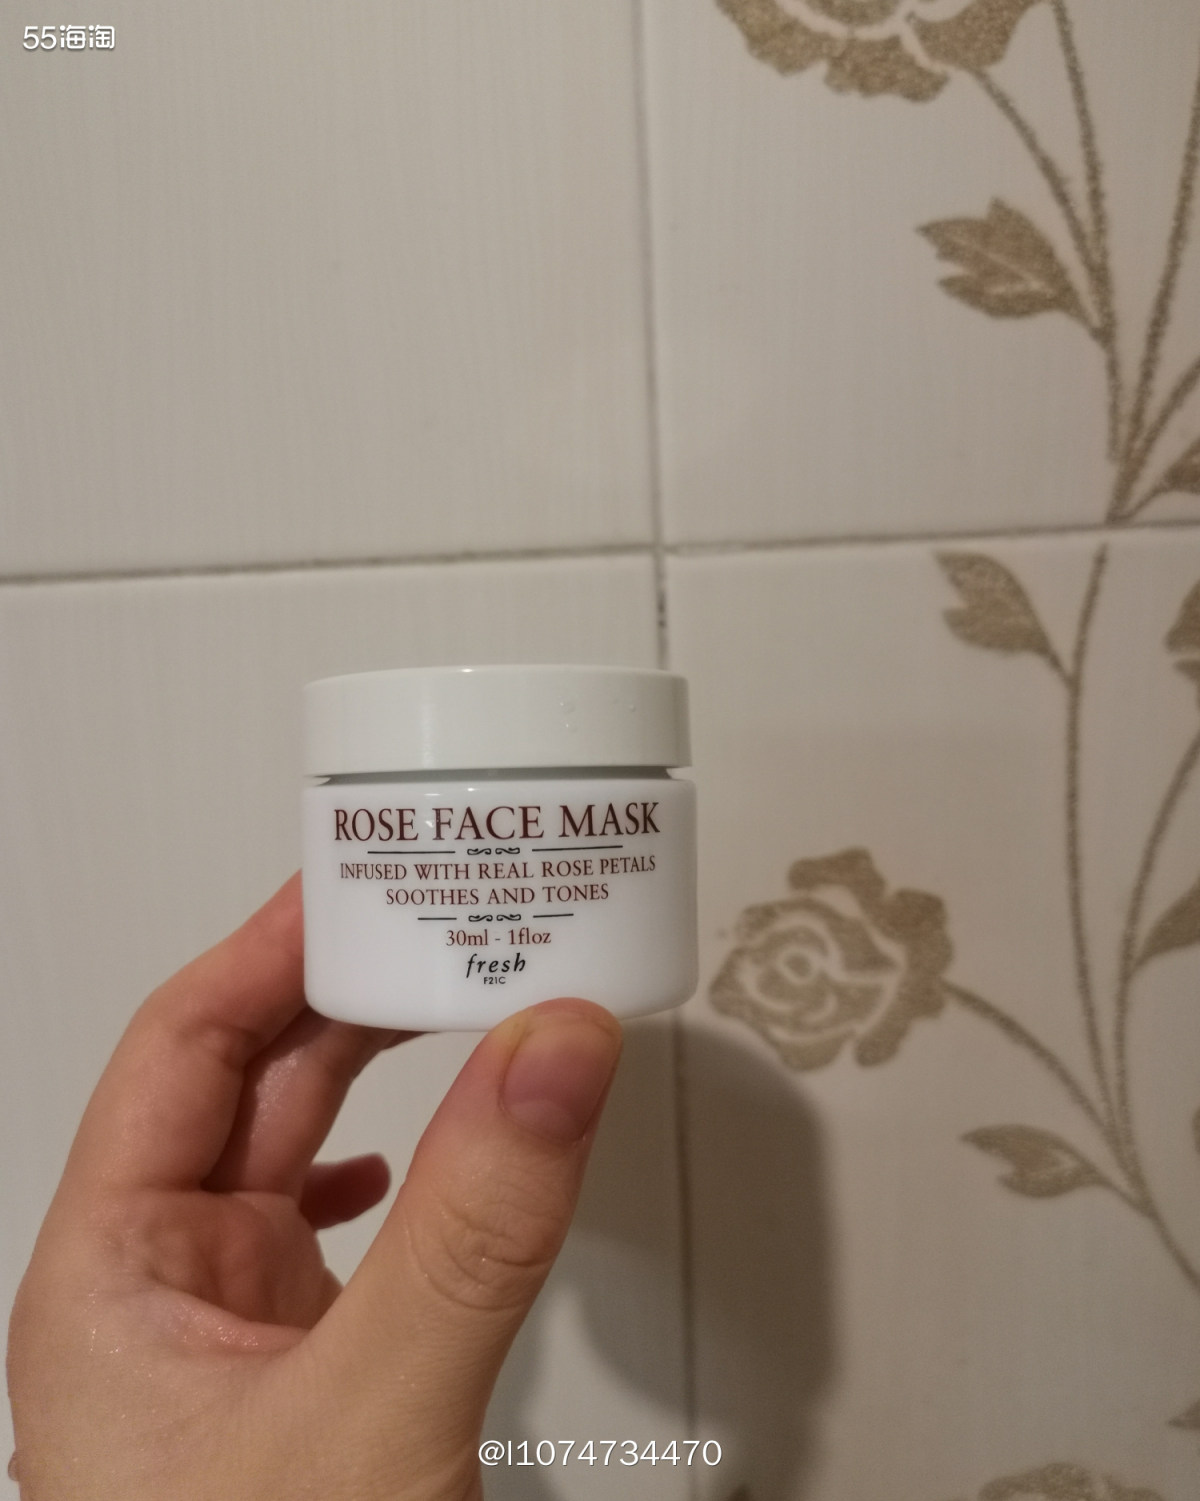 55海淘
ROSE FACE MASK
INFUSED WITH REAL ROSE PETALS
SOOTHES AND TONES
30ml - 1floz
fresh
F21C
@l1074734470